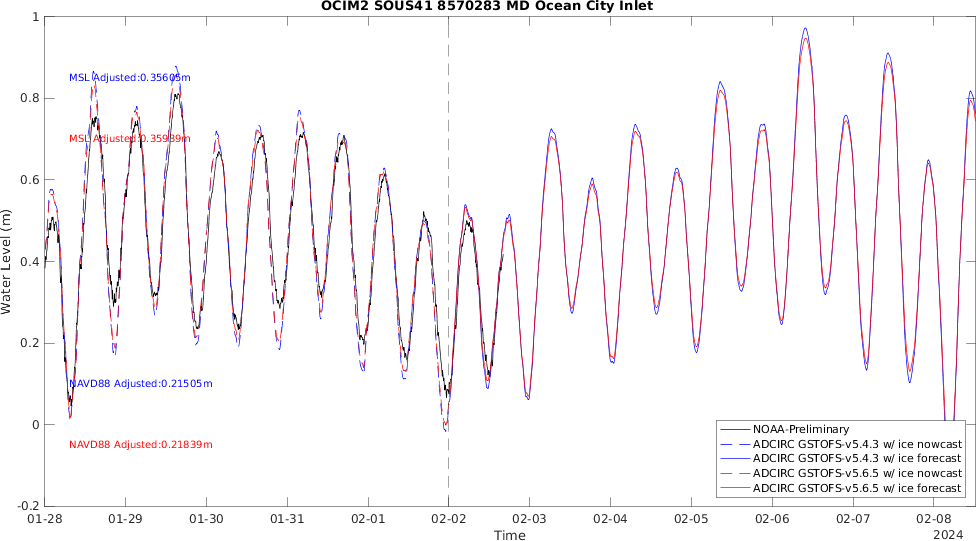 OCIM2 SOUS41 8570283 MD Ocean City Inlet
Water Level (m)
1
0.8
0.6
0.4
0.2
0
-0.2
MSL Adjusted:0.35605m
MSL Adjusted:0.35989m
NAVD88 Adjusted:0.21505m
NAVD88 Adjusted:0.21839m
NOAA-Preliminary
ADCIRC GSTOFS-v5.4.3 w/ ice nowcast
ADCIRC GSTOFS-v5.4.3 w/ ice forecast
ADCIRC GSTOFS-v5.6.5 w/ ice nowcast
ADCIRC GSTOFS-v5.6.5 w/ ice forecast
01-28 01-29 01-30 01-31 02-01 02-02 02-03 02-04 02-05 02-06 02-07 02-08
Time
2024